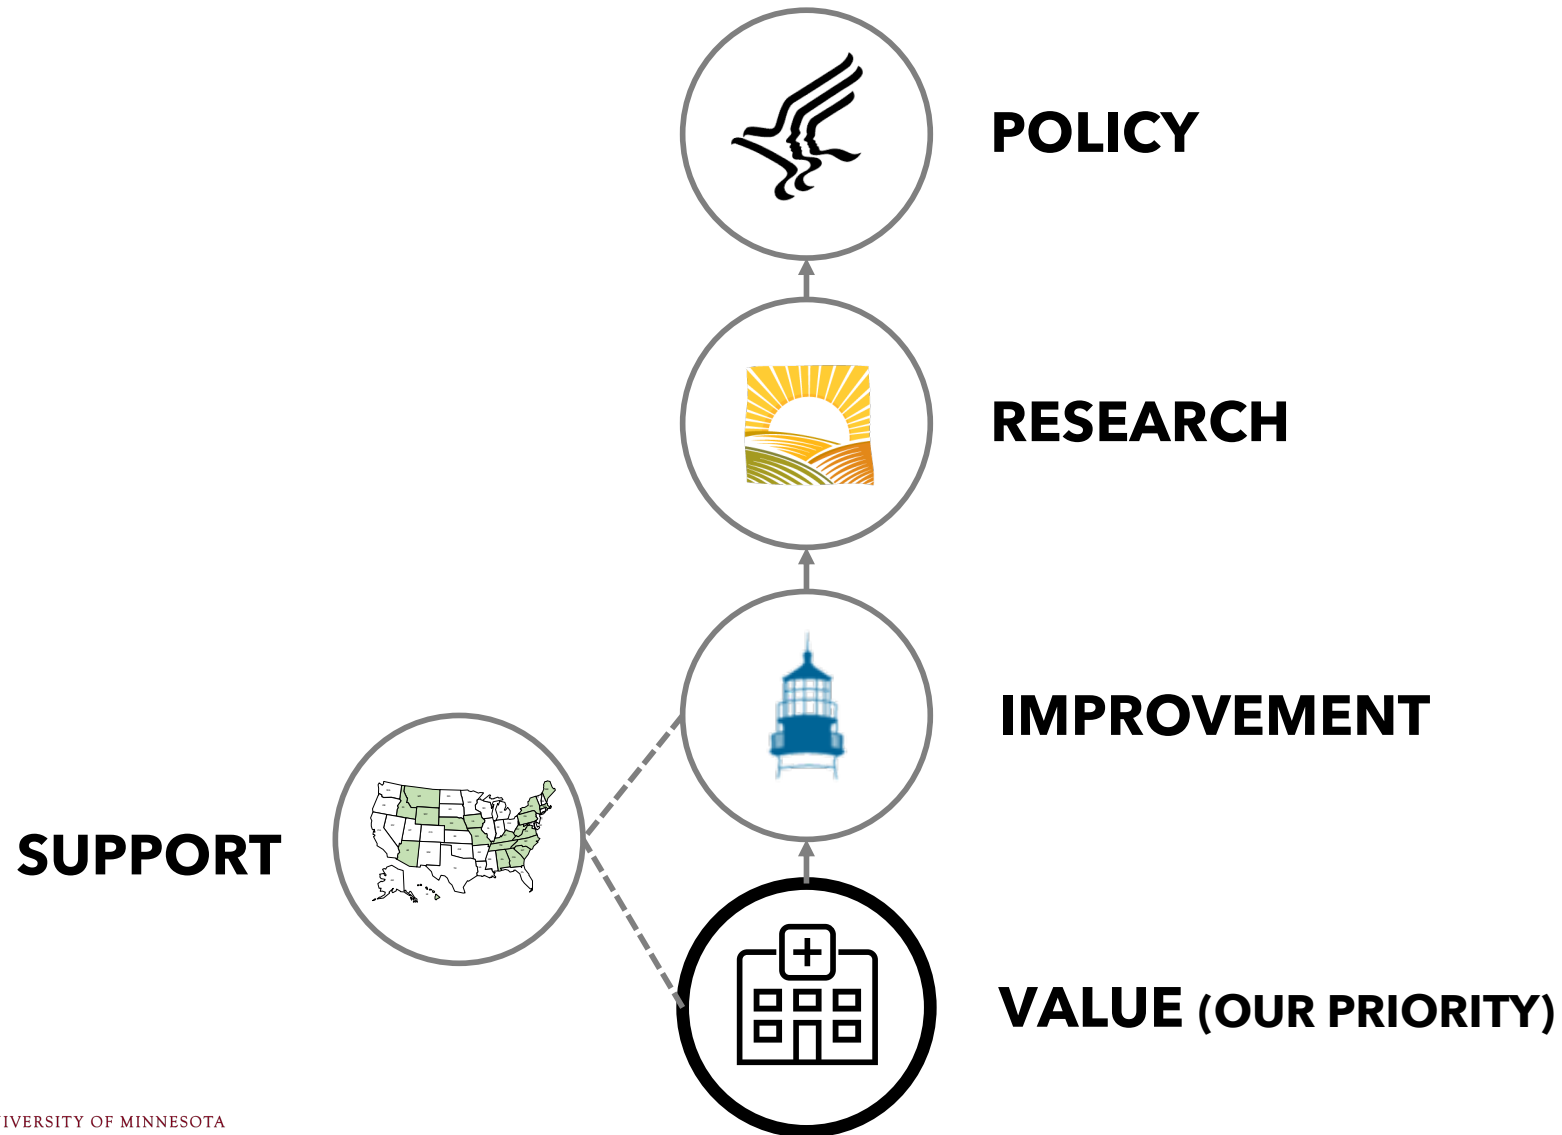 POLICY
RESEARCH
IMPROVEMENT
SUPPORT
VALUE (OUR PRIORITY)
IVERSITY OF MINNESOTA